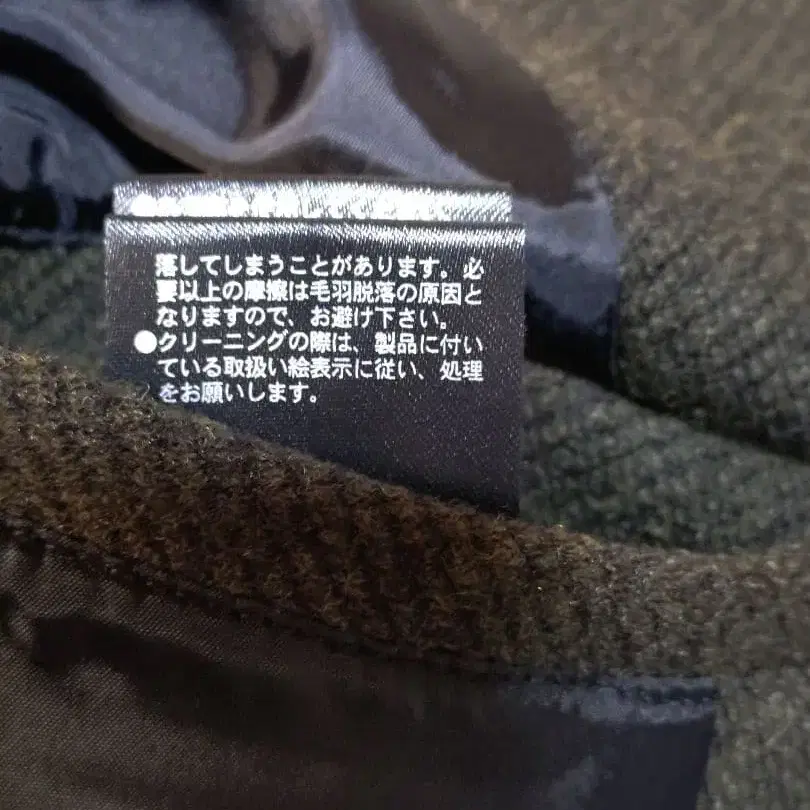 落してしまうことがあります。必
要以上の摩擦は毛羽脱落の原因と
なりますので、お避け下さい。
●クリーニングの際は、製品に付い
ている取扱い絵表示に従い、処理
をお願いします。